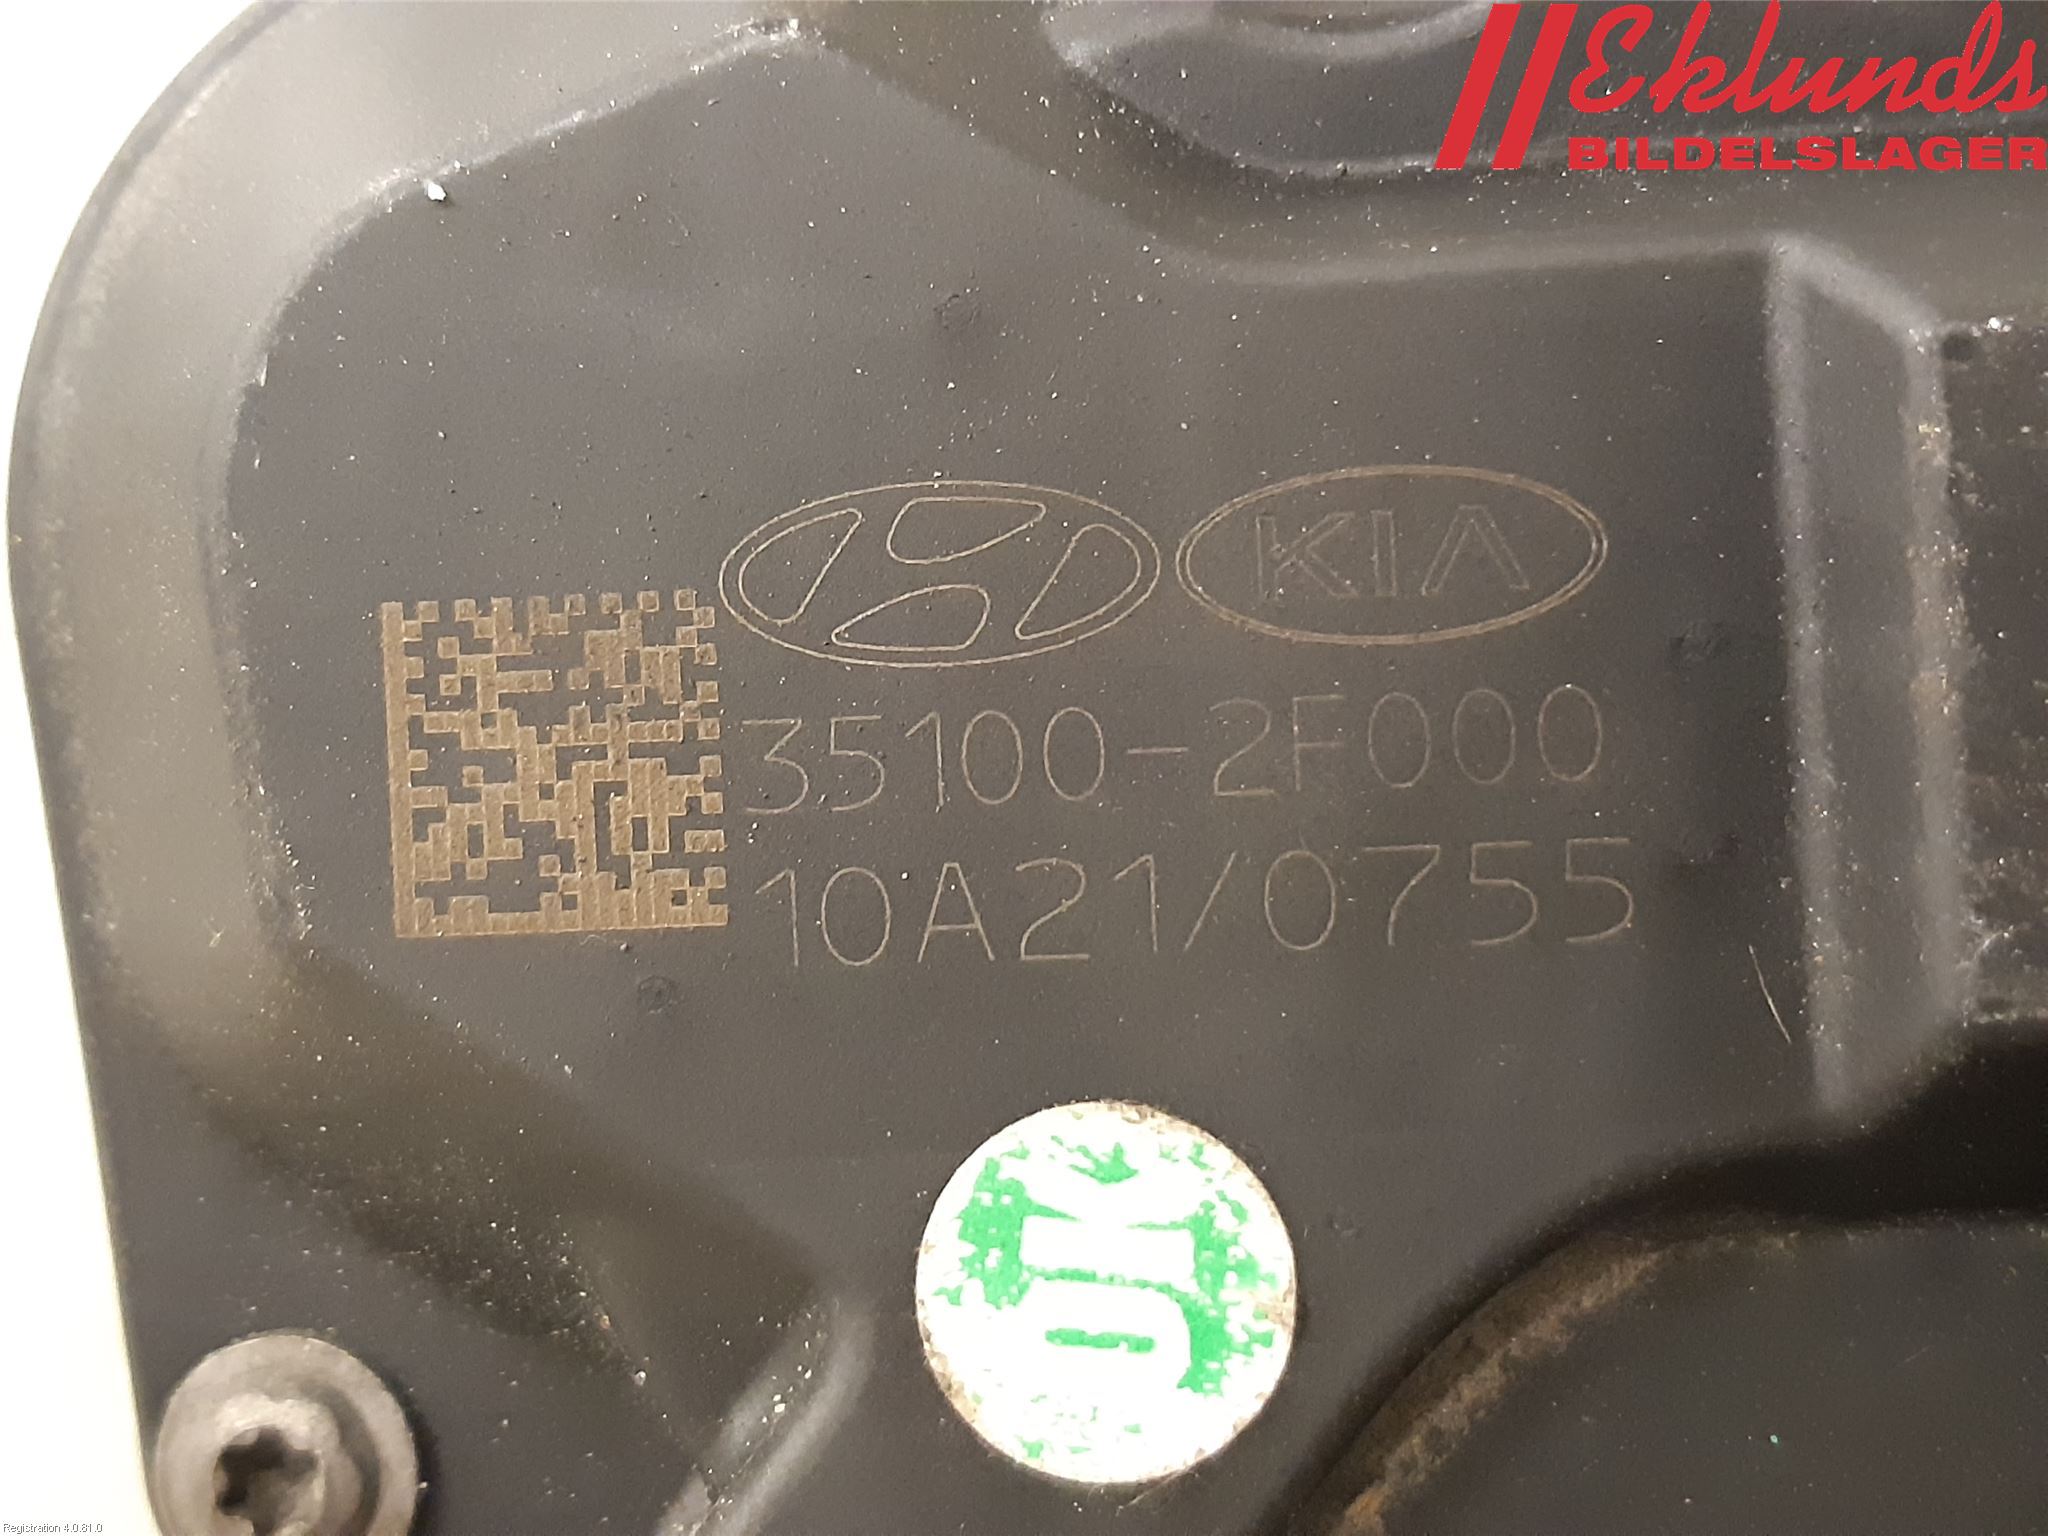 Eklunds
BILDELSLAGER
KIA
35100-2F000
10A21/0755
Registration 4.0.81.0